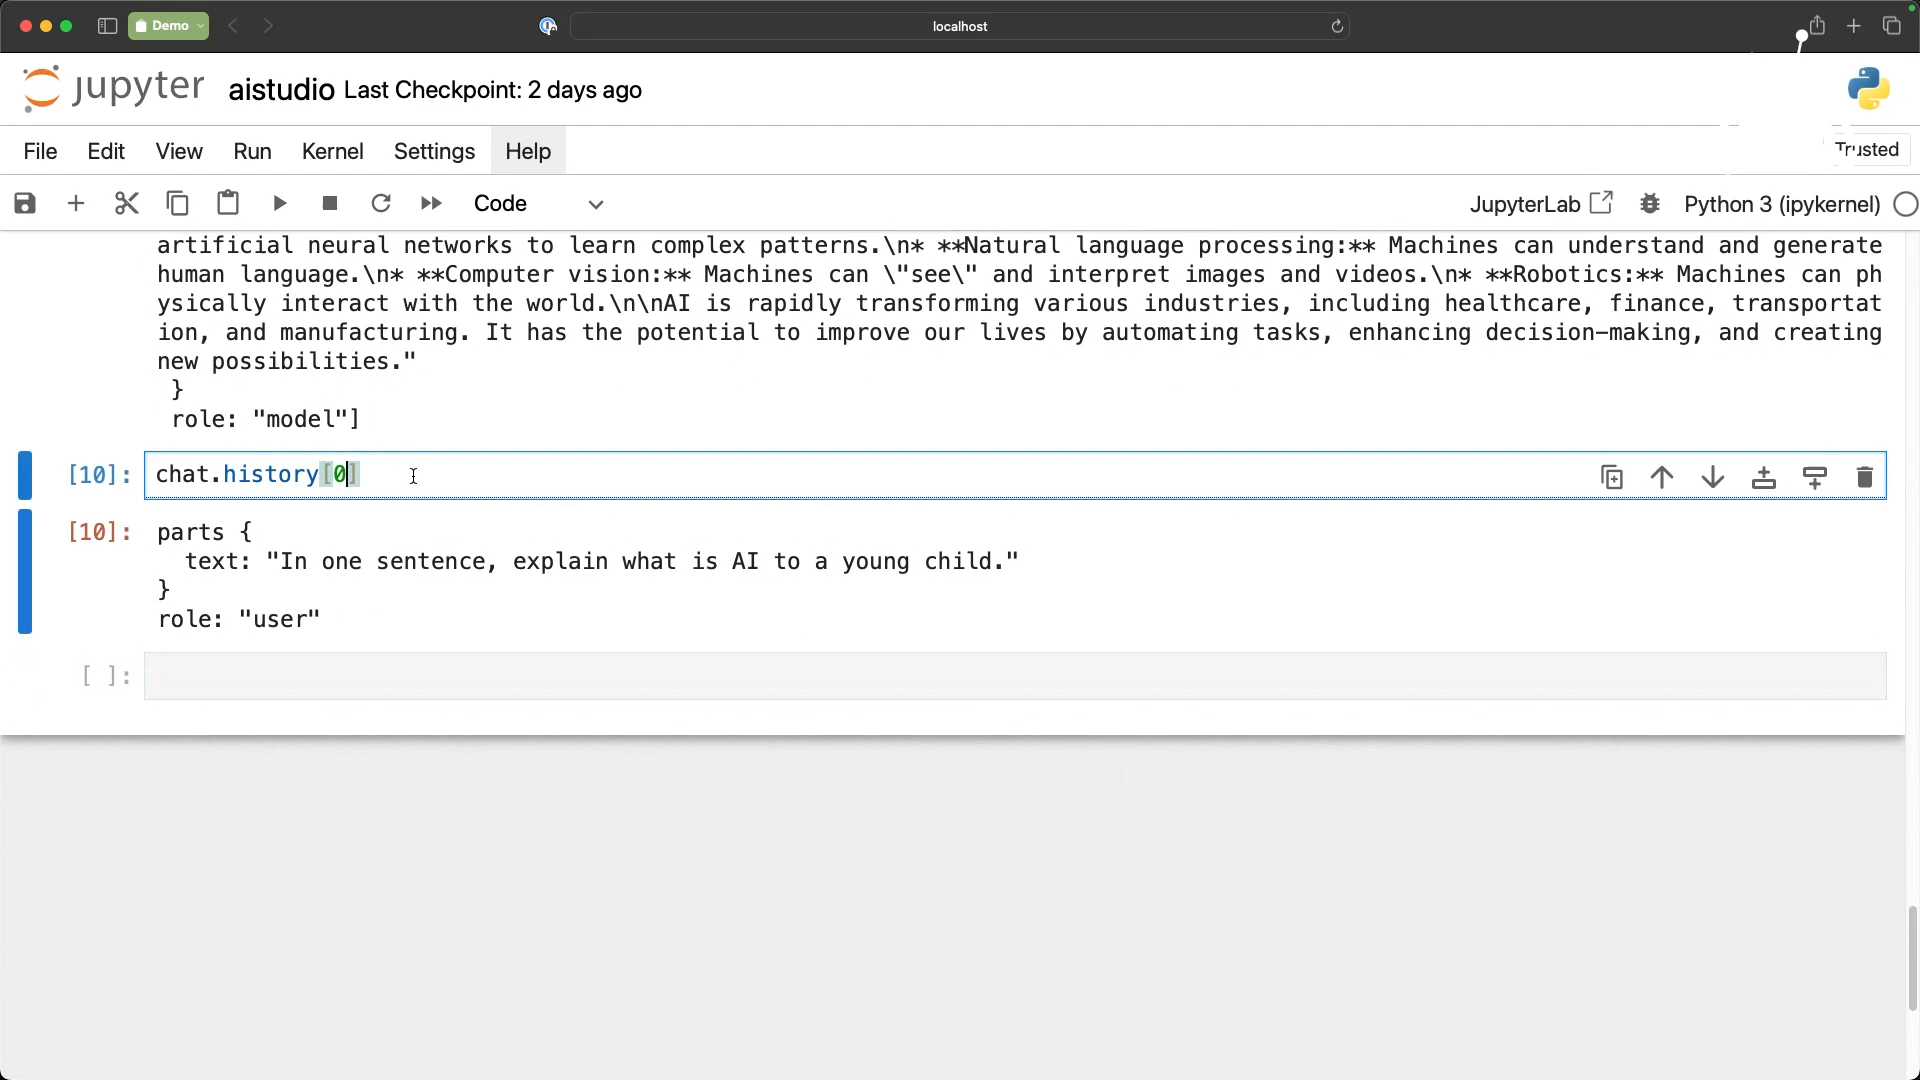 Demo
localhost
jupyter aistudio Last Checkpoint: 2 days ago
File Edit View Run Kernel Settings Help
Trusted
Code
JupyterLab
Python 3 (ipykernel)
artificial neural networks to learn complex patterns.\n* **Natural language processing:** Machines can understand and generate
human language.\n* **Computer vision:** Machines can \"see\" and interpret images and videos.\n* **Robotics:** Machines can ph
ysically interact with the world.\n\nAI is rapidly transforming various industries, including healthcare, finance, transportat
ion, and manufacturing. It has the potential to improve our lives by automating tasks, enhancing decision-making, and creating
new possibilities."
}
role: "model"]
[10]: chat.history[0]
[10]: parts {
text: "In one sentence, explain what is AI to a young child."
}
role: "user"
[ ]: